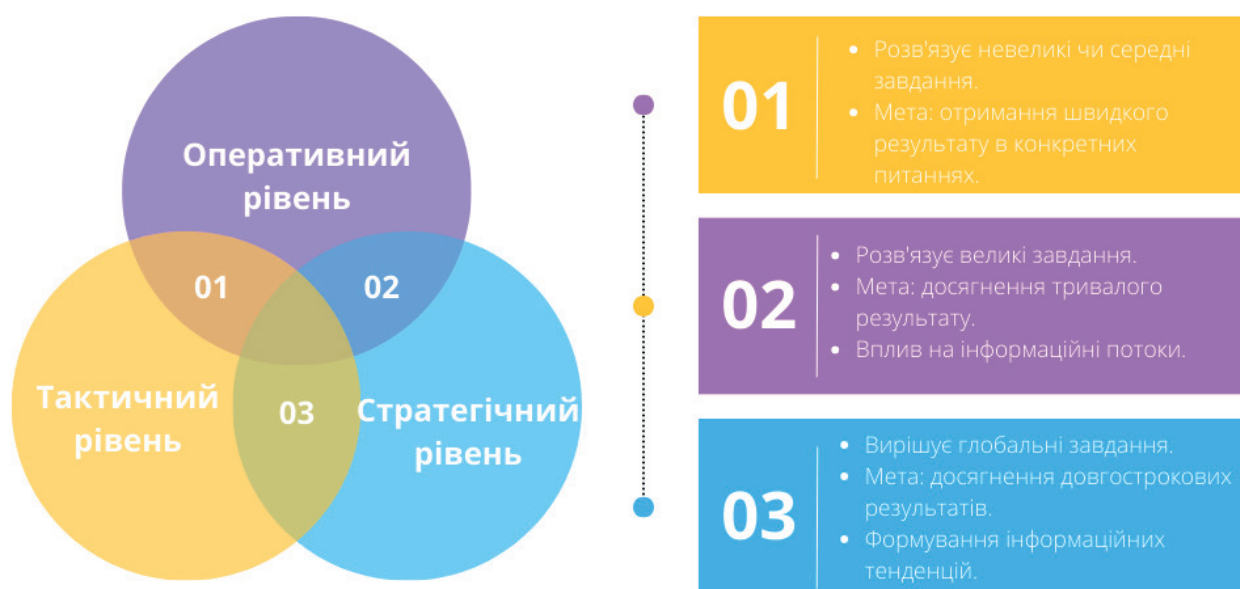 Оперативний
рівень
01
02
Тактичний
рівень
03
Стратегічний
рівень
01
• Розв'язує невеликі чи середні
завдання.
• Мета: отримання швидкого
результату в конкретних
питаннях.
02
• Розв'язує великі завдання.
• Мета: досягнення тривалого
результату.
• Вплив на інформаційні потоки.
03
• Вирішує глобальні завдання.
• Мета: досягнення довгострокових
результатів.
• Формування інформаційних
тенденцій.